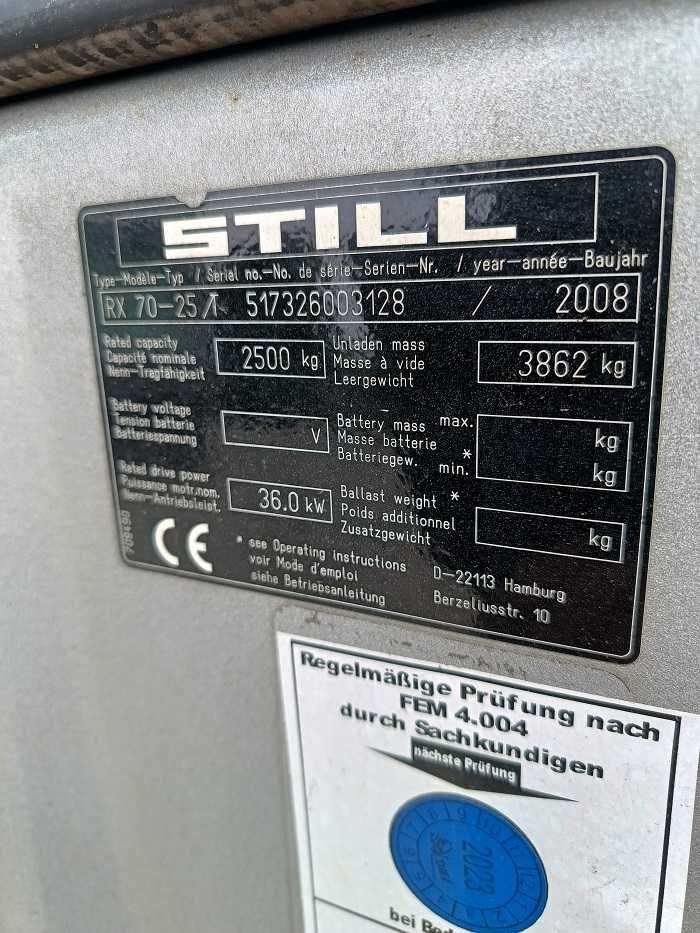 STILL
Type-Modèle-Typ / Serial no.-No. de série-Serien-Nr. / year-année-Baujahr
RX 70-25/T 517326003128 / 2008
Rated capacity
Capacité nominale
Nenn-Tragfähigkeit
2500 kg
Unladen mass
Masse à vide
Leergewicht
3862 kg
Battery voltage
Tension batterie
Batteriespannung
V
Battery mass max.
Masse batterie *
Batteriegew. min.
kg
kg
Rated drive power
Puissance motr.nom.
Nenn-Antriebsleist.
36.0 kW
Ballast weight *
Poids additionnel
Zusatzgewicht
kg
709490
CE
* see Operating instructions
voir Mode d'emploi
siehe Betriebsanleitung
D-22113 Hamburg
Berzeliusstr. 10
Regelmäßige Prüfung nach
FEM 4.004
durch Sachkundigen
nächste Prüfung
2023
bei